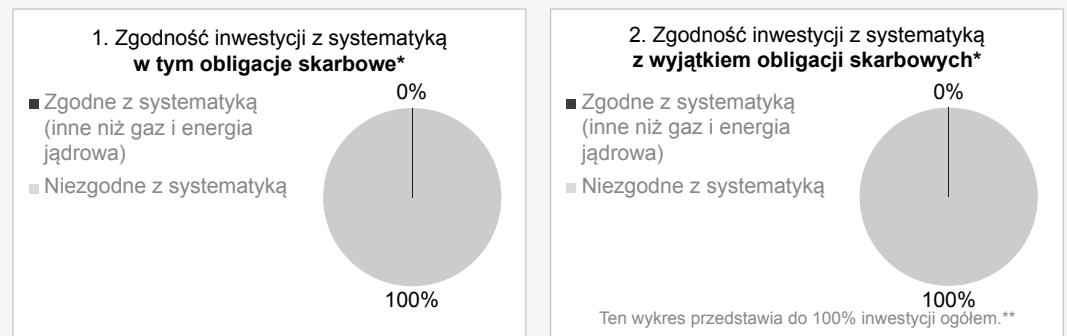 1. Zgodność inwestycji z systematyką
w tym obligacje skarbowe*
0%
Zgodne z systematyką
(inne niż gaz i energia
jądrowa)
Niezgodne z systematyką
100%
2. Zgodność inwestycji z systematyką
z wyjątkiem obligacji skarbowych*
0%
Zgodne z systematyką
(inne niż gaz i energia
jądrowa)
Niezgodne z systematyką
100%
Ten wykres przedstawia do 100% inwestycji ogółem.**